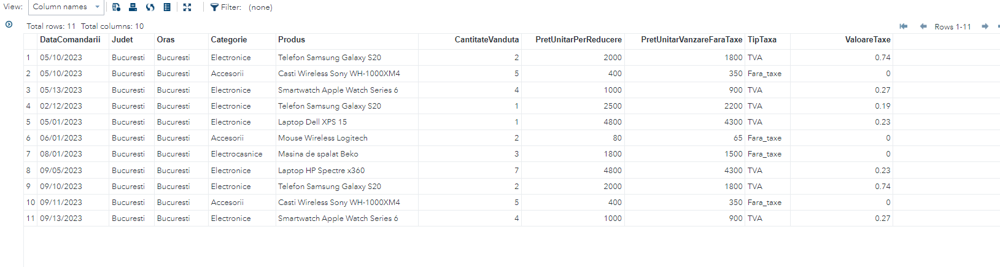 View: Column names Filter: (none)
Total rows: 11 Total columns: 10 Rows 1-11
DataComandarii Judet Oras Categorie Produs CantitateVanduta PretUnitarPerReducere PretUnitarVanzareFaraTaxe TipTaxa ValoareTaxe
1 05/10/2023 Bucuresti Bucuresti Electronice Telefon Samsung Galaxy S20 2 2000 1800 TVA 0.74
2 05/10/2023 Bucuresti Bucuresti Accesorii Casti Wireless Sony WH-1000XM4 5 400 350 Fara_taxe 0
3 05/13/2023 Bucuresti Bucuresti Electronice Smartwatch Apple Watch Series 6 4 1000 900 TVA 0.27
4 02/12/2023 Bucuresti Bucuresti Electronice Telefon Samsung Galaxy S20 1 2500 2200 TVA 0.19
5 05/01/2023 Bucuresti Bucuresti Electronice Laptop Dell XPS 15 1 4800 4300 TVA 0.23
6 06/01/2023 Bucuresti Bucuresti Accesorii Mouse Wireless Logitech 2 80 65 Fara_taxe 0
7 08/01/2023 Bucuresti Bucuresti Electrocasnice Masina de spalat Beko 3 1800 1500 Fara_taxe 0
8 09/05/2023 Bucuresti Bucuresti Electronice Laptop HP Spectre x360 7 4800 4300 TVA 0.23
9 09/10/2023 Bucuresti Bucuresti Electronice Telefon Samsung Galaxy S20 2 2000 1800 TVA 0.74
10 09/11/2023 Bucuresti Bucuresti Accesorii Casti Wireless Sony WH-1000XM4 5 400 350 Fara_taxe 0
11 09/13/2023 Bucuresti Bucuresti Electronice Smartwatch Apple Watch Series 6 4 1000 900 TVA 0.27